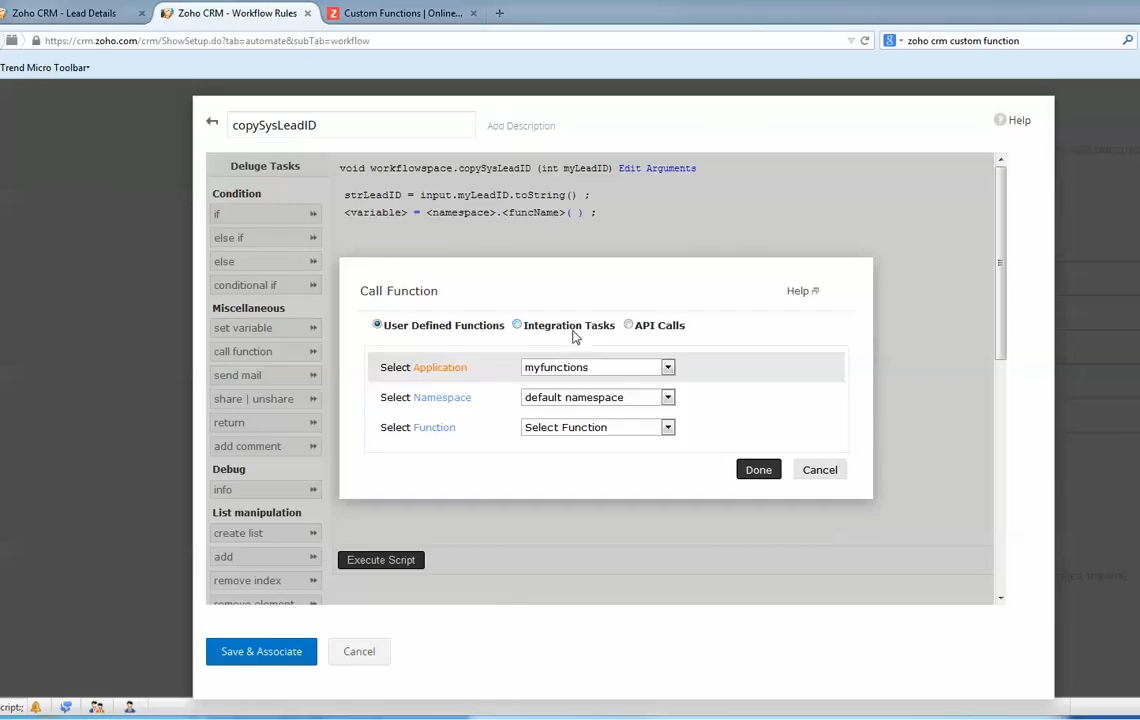 Zoho CRM - Lead Details
Zoho CRM - Workflow Rules
Custom Functions | Online...
https://crm.zoho.com/crm/ShowSetup.do?tab=automate&subTab=workflow
zoho crm custom function
Trend Micro Toolbar
copySysLeadID
Add Description
Help
Deluge Tasks
void workflowspace.copySysLeadID (int myLeadID) Edit Arguments
Condition
strLeadID = input.myLeadID.toString() ;
if
<variable> = <namespace>.<funcName>( ) ;
else if
else
conditional if
Miscellaneous
set variable
call function
send mail
share | unshare
return
add comment
Debug
info
List manipulation
create list
add
remove index
remove element
Call Function
Help
User Defined Functions
Integration Tasks
API Calls
Select Application
myfunctions
Select Namespace
default namespace
Select Function
Select Function
Done
Cancel
Execute Script
Save & Associate
Cancel
cript:;